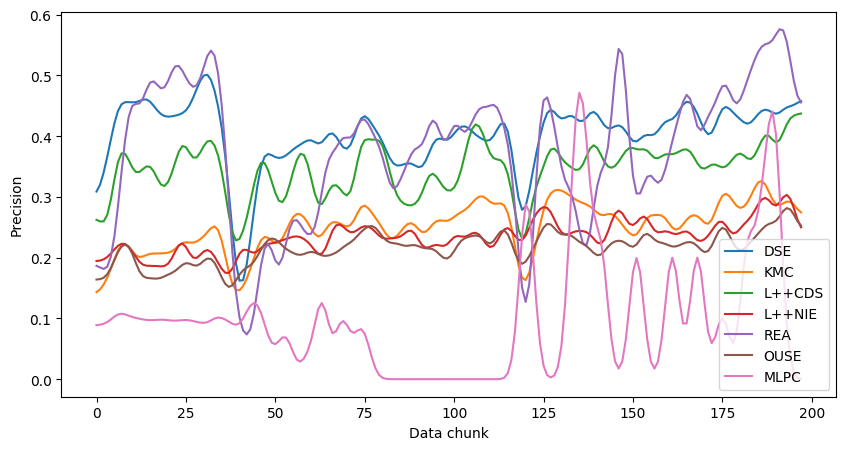 0.6
0.5
0.4
0.3
0.2
0.1
0.0
Precision
0
25
50
75
100
125
150
175
200
Data chunk
DSE
KMC
L++CDS
L++NIE
REA
OUSE
MLPC